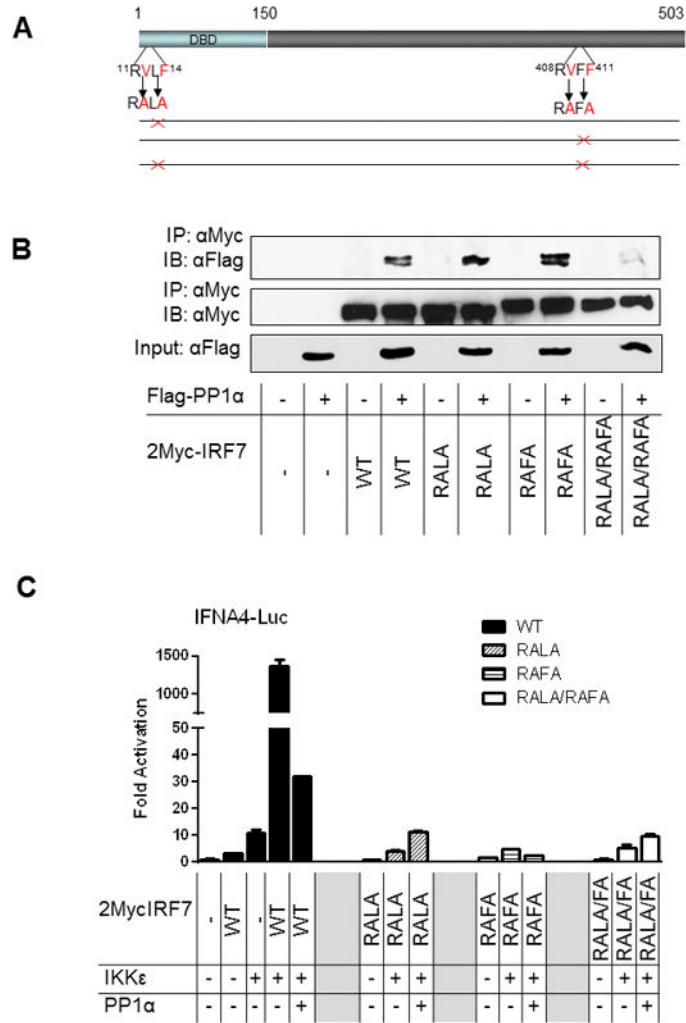 A
1 150 503
DBD
11RVLF14 408RVFF411
RALA RAFA
B
IP: αMyc
IB: αFlag
IP: αMyc
IB: αMyc
Input: αFlag
Flag-PP1α - + - + - + - + - +
2Myc-IRF7 - - WT WT RALA RALA RAFA RAFA RALA/RAFA RALA/RAFA
C
IFNA4-Luc
WT
RALA
RAFA
RALA/RAFA
Fold Activation
1500
1000
50
40
30
20
10
0
2MycIRF7 - WT - WT WT RALA RALA RALA RAFA RAFA RAFA RALA/FA RALA/FA RALA/FA
IKKε - - + + + - + + - + + - + +
PP1α - - - - + - - + - - + - - +